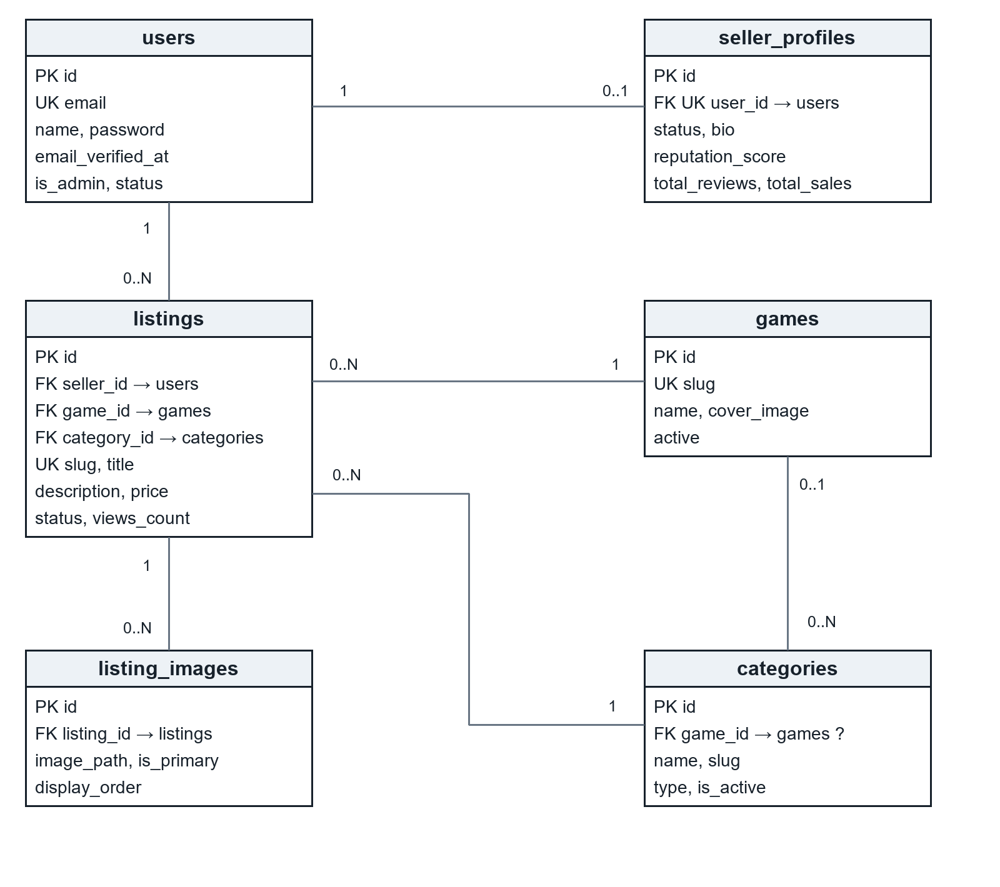 users
PK id
UK email
name, password
email_verified_at
is_admin, status
1
0..1
seller_profiles
PK id
FK UK user_id → users
status, bio
reputation_score
total_reviews, total_sales
1
0..N
listings
PK id
FK seller_id → users
FK game_id → games
FK category_id → categories
UK slug, title
description, price
status, views_count
0..N
1
games
PK id
UK slug
name, cover_image
active
0..N
1
0..1
0..N
1
0..N
listing_images
PK id
FK listing_id → listings
image_path, is_primary
display_order
categories
PK id
FK game_id → games ?
name, slug
type, is_active